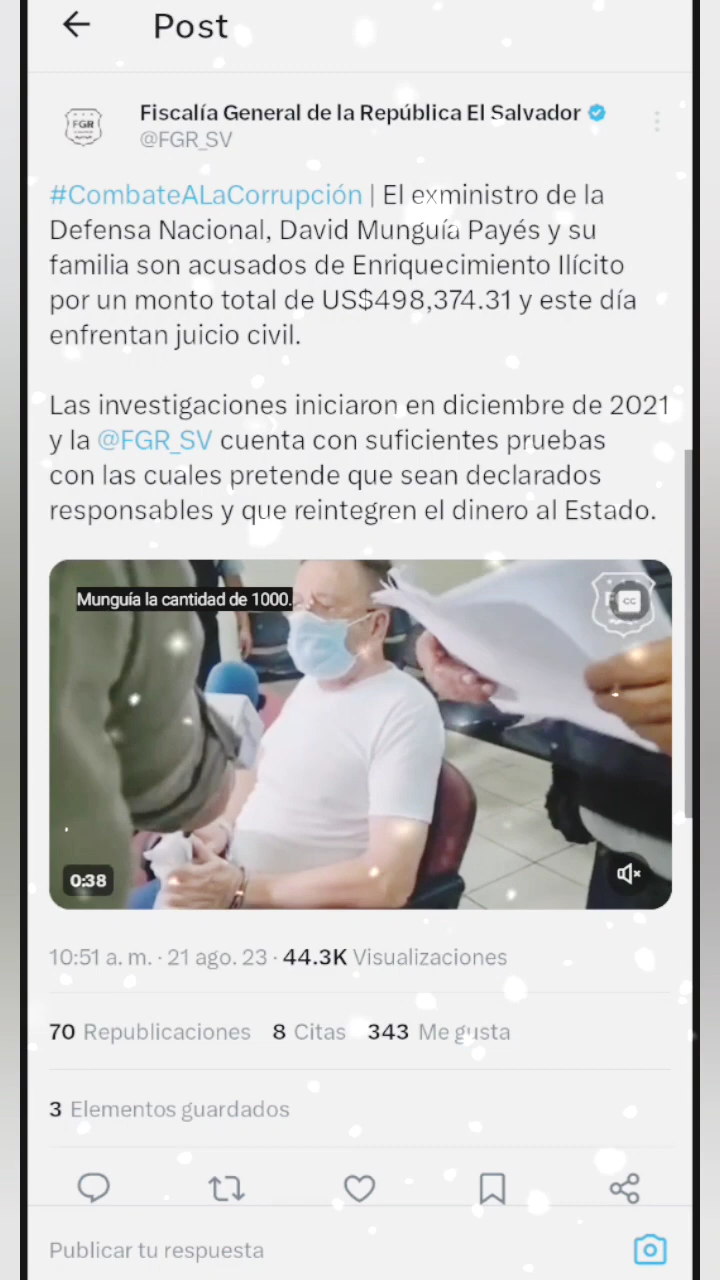 Post
FGR
Fiscalía General de la República El Salvador
@FGR_SV
#CombateALaCorrupción | El exministro de la
Defensa Nacional, David Munguía Payés y su
familia son acusados de Enriquecimiento Ilícito
por un monto total de US$498,374.31 y este día
enfrentan juicio civil.
Las investigaciones iniciaron en diciembre de 2021
y la @FGR_SV cuenta con suficientes pruebas
con las cuales pretende que sean declarados
responsables y que reintegren el dinero al Estado.
Munguía la cantidad de 1000.
CC
0:38
10:51 a. m. · 21 ago. 23 · 44.3K Visualizaciones
70 Republicaciones 8 Citas 343 Me gusta
3 Elementos guardados
Publicar tu respuesta